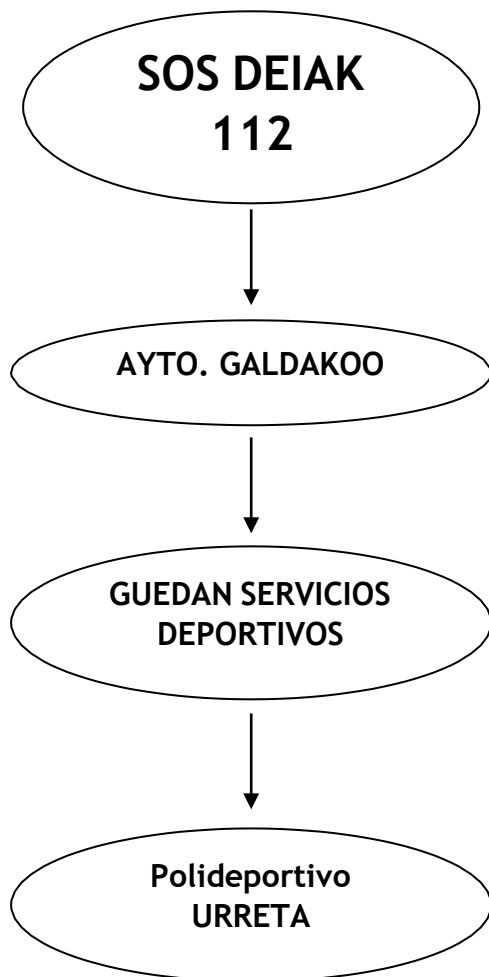 SOS DEIAK
112
AYTO. GALDAKOO
GUEDAN SERVICIOS
DEPORTIVOS
Polideportivo
URRETA